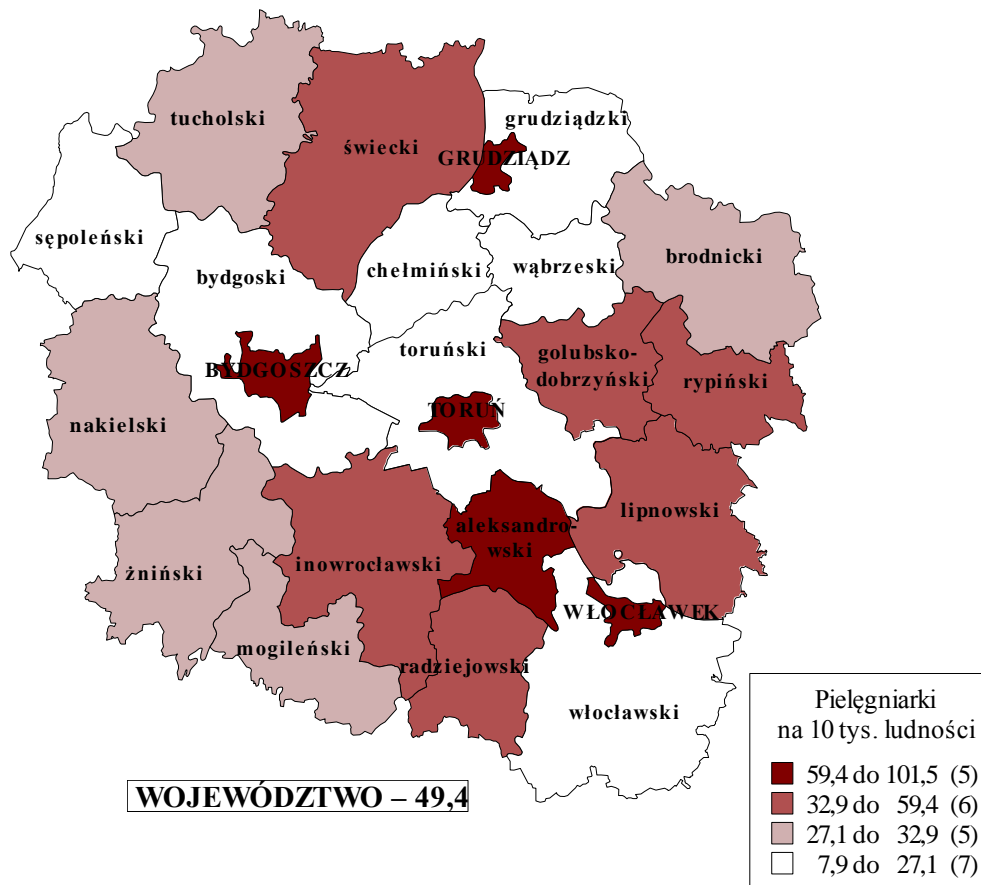 tucholski
grudziądzki
świecki
GRUDZIĄDZ
sępoleński
bydgoski
chełmiński
wąbrzeski
brodnicki
toruński
golubsko-
dobrzyński
rypiński
BYDGOSZCZ
TORUŃ
nakielski
lipnowski
aleksandro-
wski
inowrocławski
żniński
WŁOCŁAWEK
mogileński
radziejowski
włocławski
WOJEWÓDZTWO – 49,4
Pielęgniarki
na 10 tys. ludności
59,4 do 101,5 (5)
32,9 do 59,4 (6)
27,1 do 32,9 (5)
7,9 do 27,1 (7)